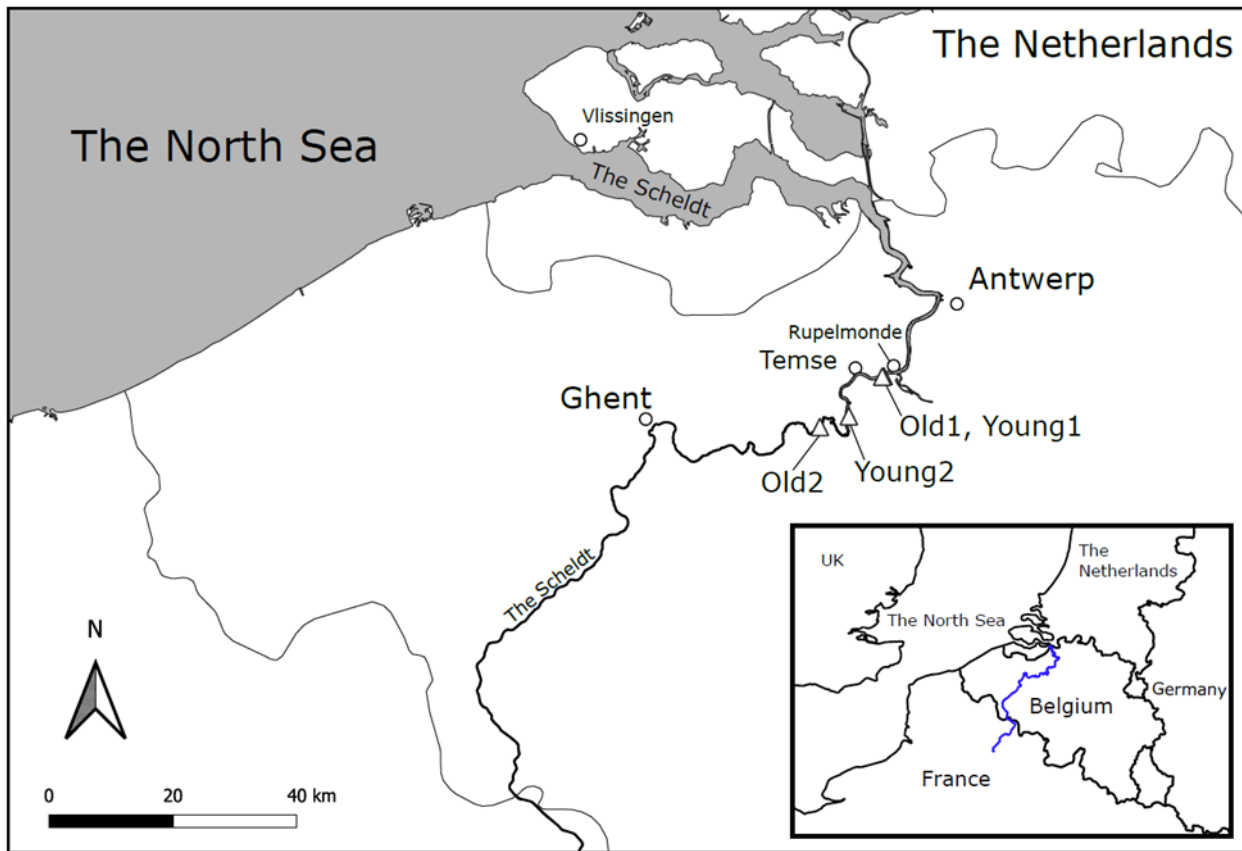 The Netherlands
The North Sea
Vlissingen
The Scheldt
Antwerp
Rupelmonde
Temse
Ghent
Old1, Young1
Young2
Old2
The Scheldt
N
0 20 40 km
UK
The
Netherlands
The North Sea
Germany
Belgium
France